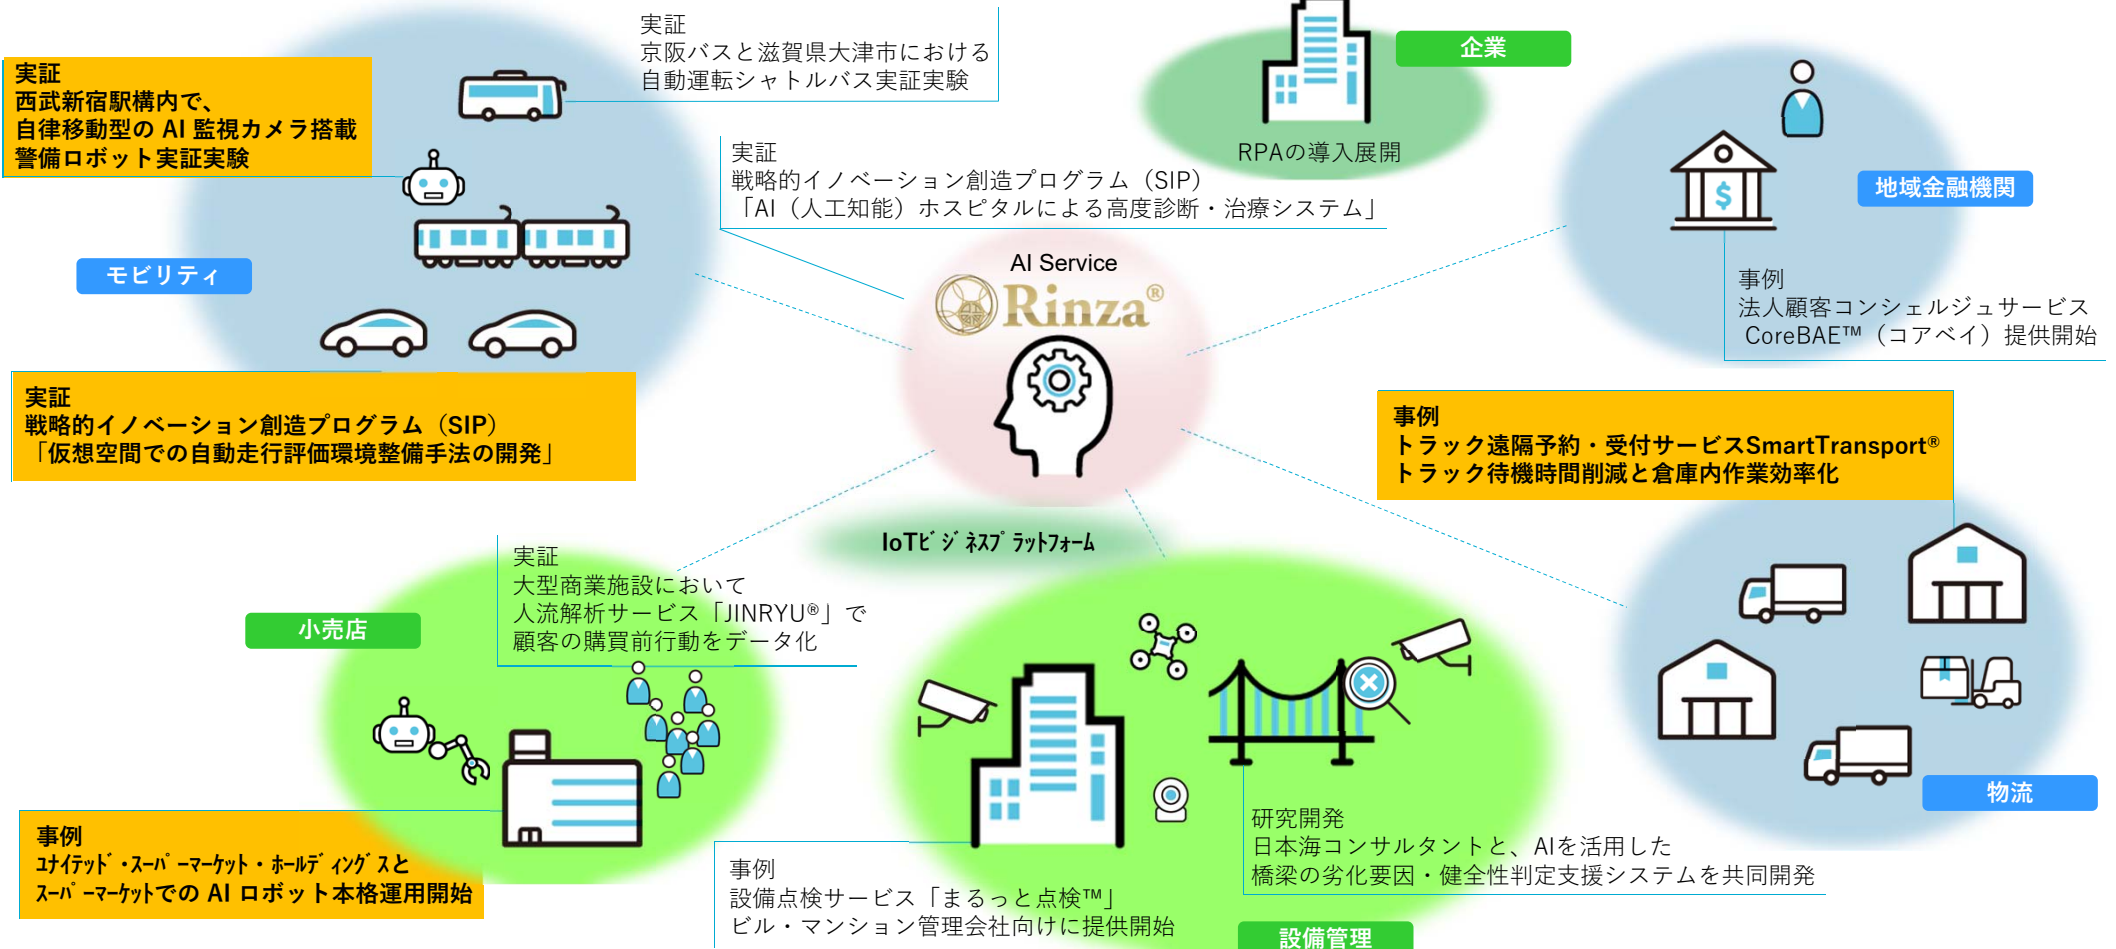 実証
京阪バスと滋賀県大津市における
自動運転シャトルバス実証実験
実証
西武新宿駅構内で、
自律移動型の AI 監視カメラ搭載
警備ロボット実証実験
モビリティ
実証
戦略的イノベーション創造プログラム（SIP）
「仮想空間での自動走行評価環境整備手法の開発」
企業
RPAの導入展開
実証
戦略的イノベーション創造プログラム（SIP）
「AI（人工知能）ホスピタルによる高度診断・治療システム」
AI Service
Rinza®
地域金融機関
$
事例
法人顧客コンシェルジュサービス
CoreBAE™（コアベイ）提供開始
事例
トラック遠隔予約・受付サービスSmartTransport®
トラック待機時間削減と倉庫内作業効率化
物流
IoTﾋﾞｼﾞﾈｽﾌﾟﾗｯﾄﾌｫｰﾑ
実証
大型商業施設において
人流解析サービス「JINRYU®」で
顧客の購買前行動をデータ化
小売店
事例
ﾕﾅｲﾃｯﾄﾞ・ｽｰﾊﾟｰﾏｰｹｯﾄ・ﾎｰﾙﾃﾞｨﾝｸﾞｽと
ｽｰﾊﾟｰﾏｰｹｯﾄでの AI ロボット本格運用開始
事例
設備点検サービス「まるっと点検™」
ビル・マンション管理会社向けに提供開始
研究開発
日本海コンサルタントと、AIを活用した
橋梁の劣化要因・健全性判定支援システムを共同開発
設備管理